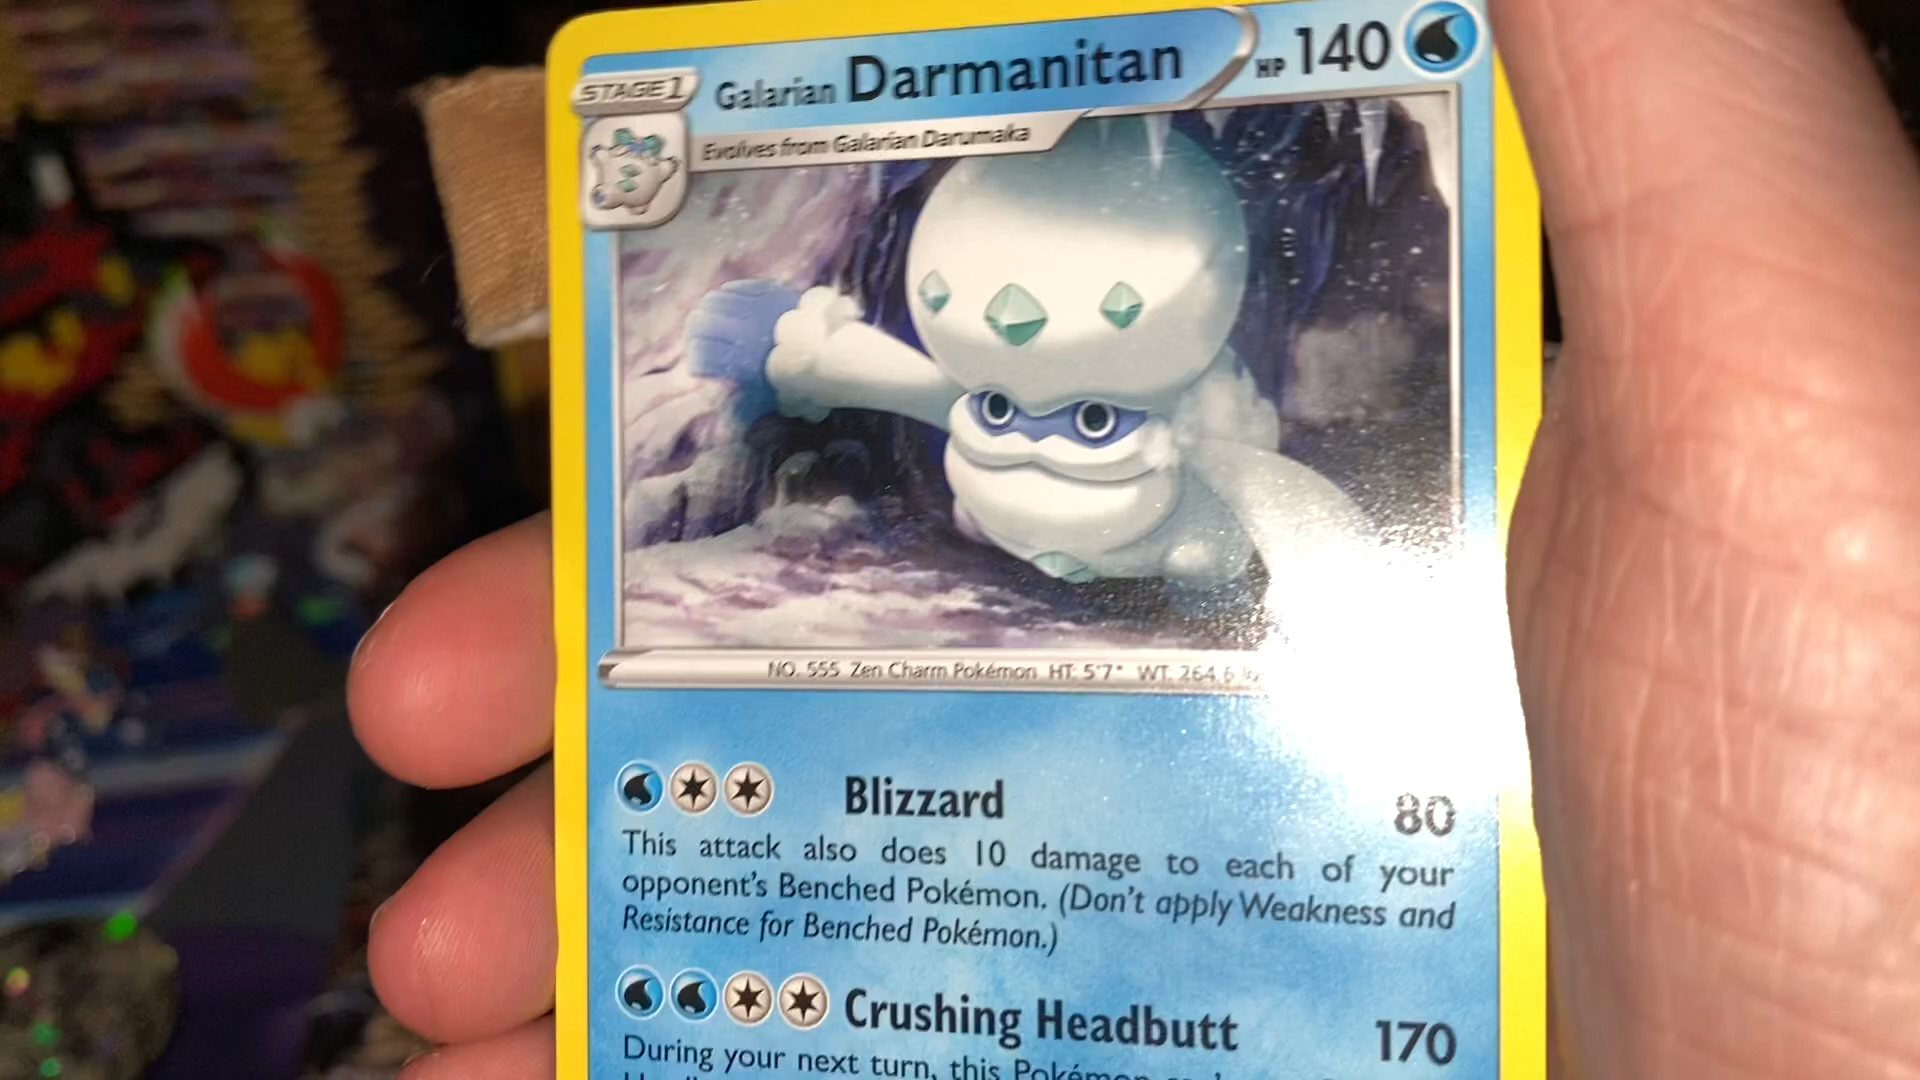 STAGE 1 Galarian Darmanitan HP 140
Evolves from Galarian Darumaka
NO. 555 Zen Charm Pokémon HT: 5'7" WT: 264.6
Blizzard 80
This attack also does 10 damage to each of your
opponent's Benched Pokémon. (Don't apply Weakness and
Resistance for Benched Pokémon.)
Crushing Headbutt 170
During your next turn, this Pokémon